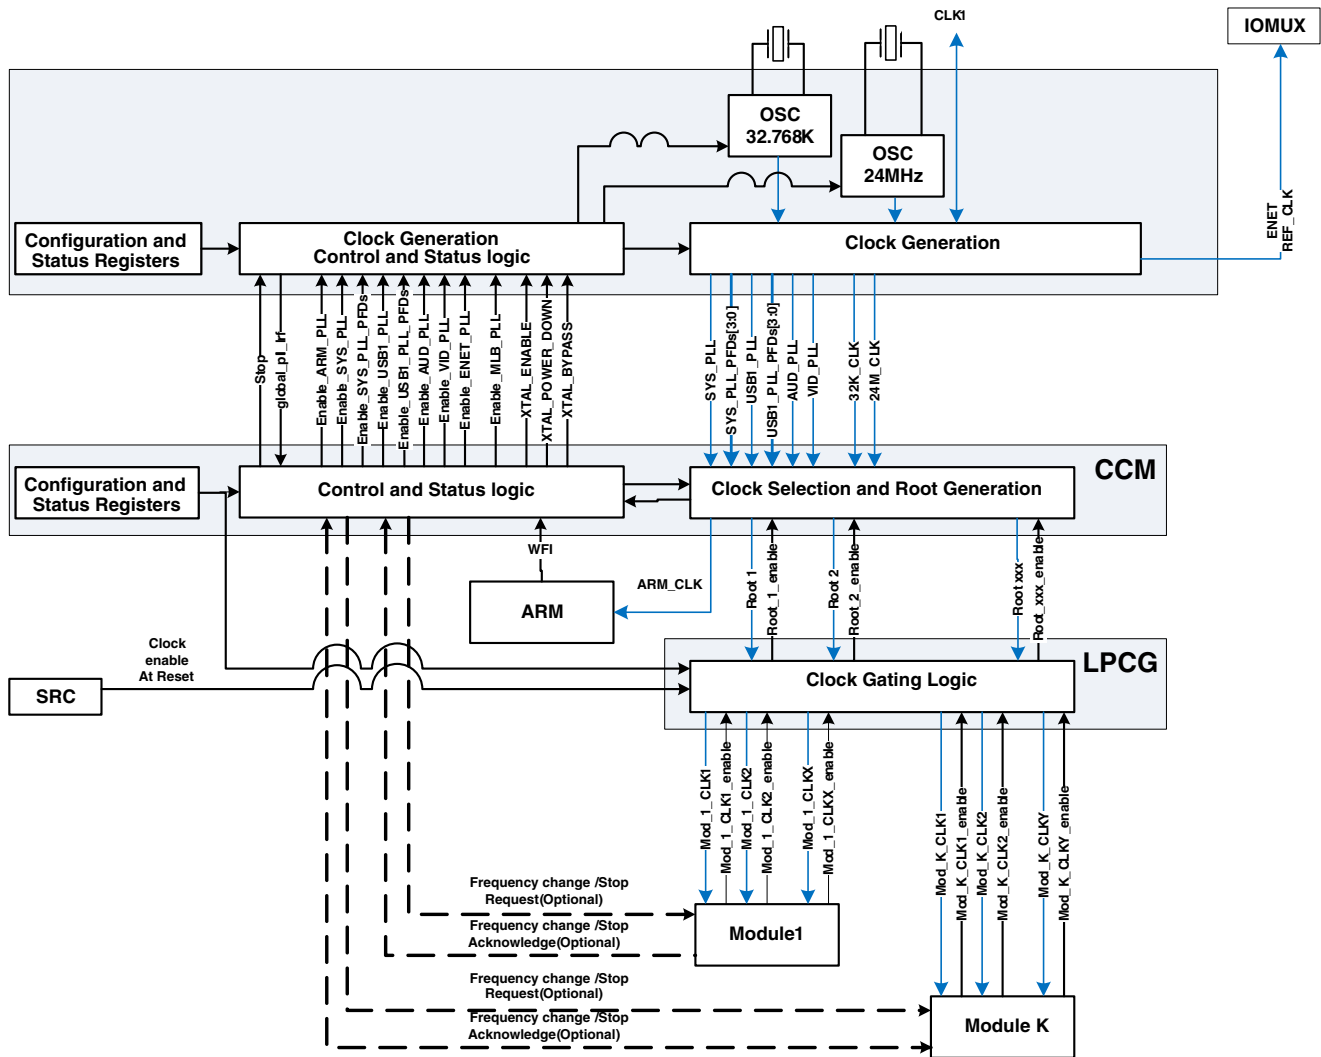 CLK1
IOMUX
OSC
32.768K
OSC
24MHz
ENET
REF_CLK
Configuration and
Status Registers
Clock Generation
Control and Status logic
Clock Generation
Stop
global_pll_irf
Enable_ARM_PLL
Enable_SYS_PLL
Enable_SYS_PLL_PFDs
Enable_USB1_PLL
Enable_USB1_PLL_PFDs
Enable_AUD_PLL
Enable_VID_PLL
Enable_ENET_PLL
Enable_MLB_PLL
XTAL_ENABLE
XTAL_POWER_DOWN
XTAL_BYPASS
SYS_PLL
SYS_PLL_PFDs[3:0]
USB1_PLL
USB1_PLL_PFDs[3:0]
AUD_PLL
VID_PLL
32K_CLK
24M_CLK
CCM
Configuration and
Status Registers
Control and Status logic
Clock Selection and Root Generation
WFI
ARM
ARM_CLK
Root 1
Root_1_enable
Root 2
Root_2_enable
Root xxx
Root_xxx_enable
Clock
enable
At Reset
SRC
LPCG
Clock Gating Logic
Mod_1_CLK1
Mod_1_CLK1_enable
Mod_1_CLK2
Mod_1_CLK2_enable
Mod_1_CLKX
Mod_1_CLKX_enable
Mod_K_CLK1
Mod_K_CLK1_enable
Mod_K_CLK2
Mod_K_CLK2_enable
Mod_K_CLKY
Mod_K_CLKY_enable
Frequency change /Stop
Request(Optional)
Frequency change /Stop
Acknowledge(Optional)
Module1
Frequency change /Stop
Request(Optional)
Frequency change /Stop
Acknowledge(Optional)
Module K